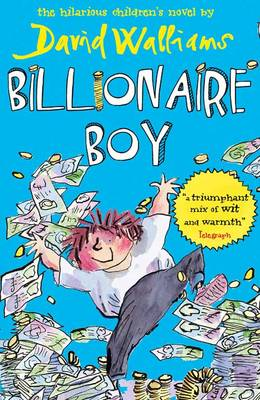 the hilarious children's novel by
David Walliams
BILLIONAIRE
BOY
"a triumphant
mix of wit
and warmth"
Telegraph